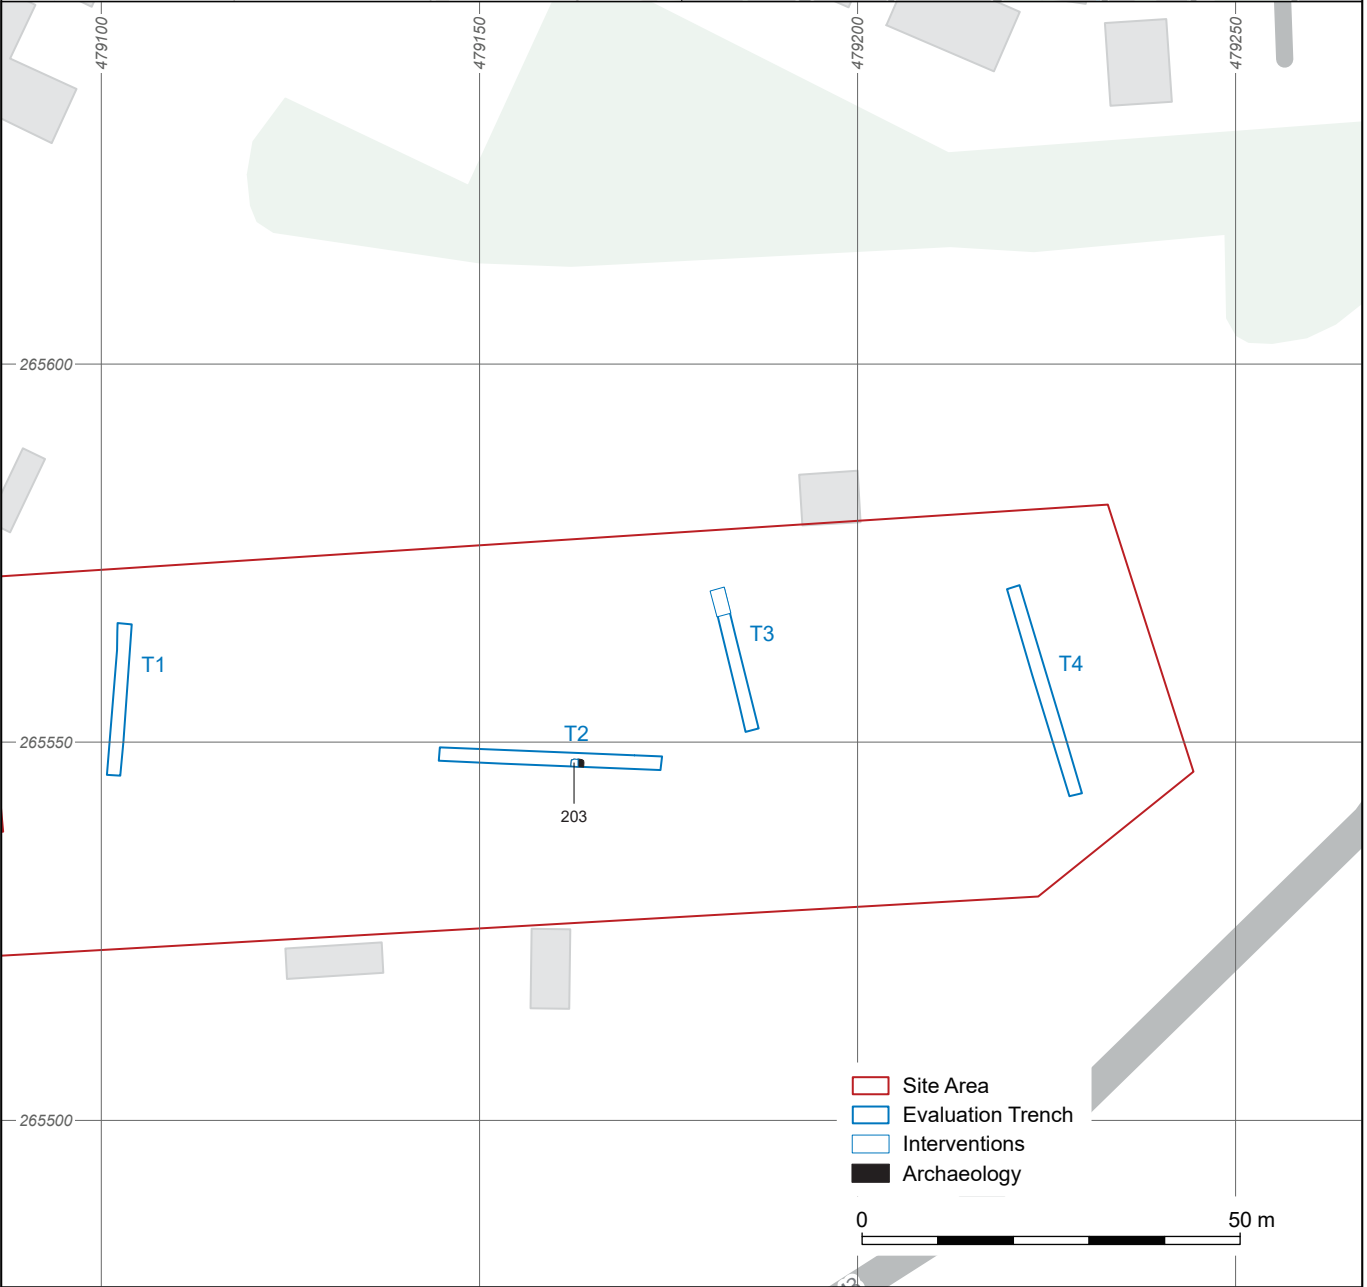 479100
479150
479200
479250
265600
T3
T1
T4
T2
265550
203
Site Area
Evaluation Trench
265500
Interventions
Archaeology
0 50 m